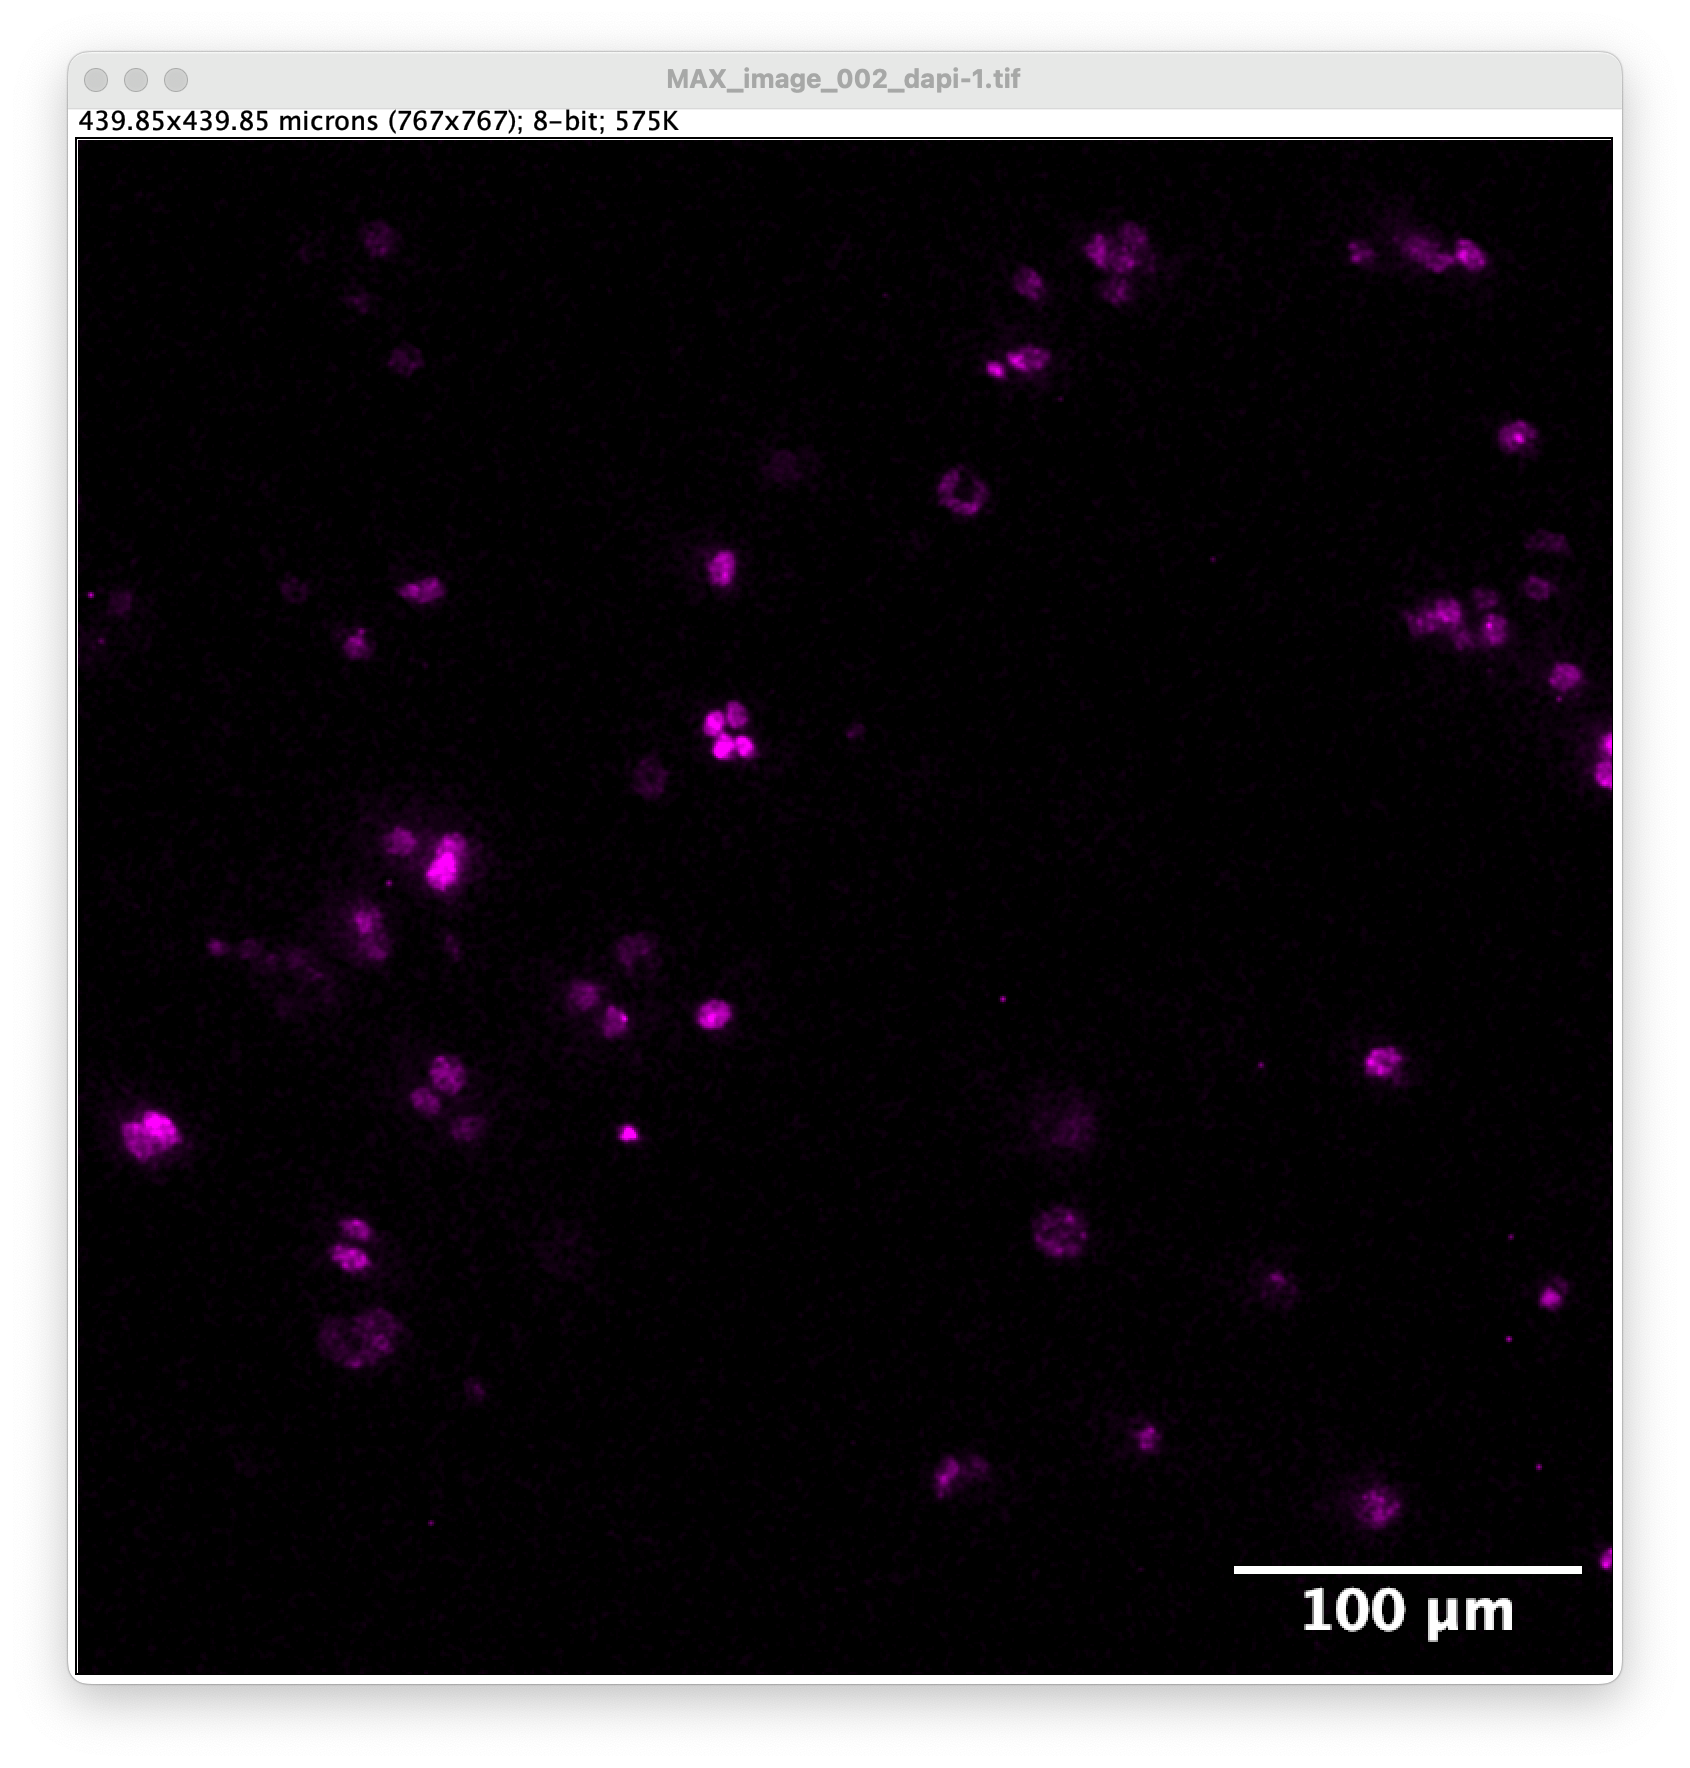 MAX_image_002_dapi-1.tif
439.85x439.85 microns (767x767); 8-bit; 575K
100 µm